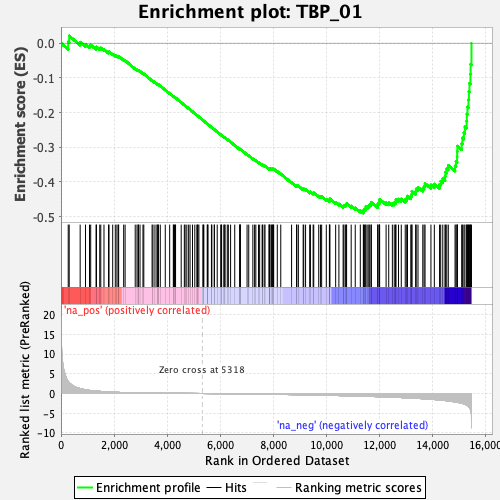 Enrichment plot: TBP_01
Enrichment score (ES)
0.0
-0.1
-0.2
-0.3
-0.4
-0.5
'na_pos' (positively correlated)
Ranked list metric (PreRanked)
20
15
10
5
0
-5
-10
Zero cross at 5318
'na_neg' (negatively correlated)
0
2,000
4,000
6,000
8,000
10,000
12,000
14,000
16,000
Rank in Ordered Dataset
Enrichment profile
Hits
Ranking metric scores